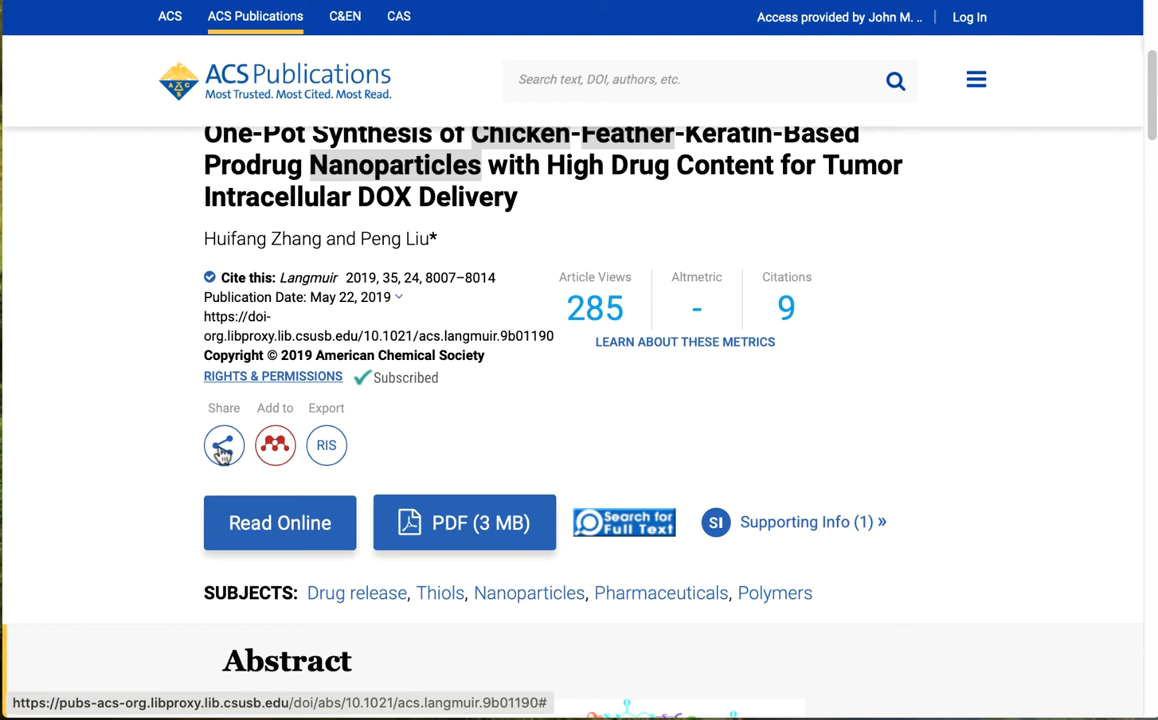 ACS ACS Publications C&EN CAS Access provided by John M. .. Log In
ACS Publications
Most Trusted. Most Cited. Most Read.
Search text, DOI, authors, etc.
One-Pot Synthesis of Chicken-Feather-Keratin-Based
Prodrug Nanoparticles with High Drug Content for Tumor
Intracellular DOX Delivery
Huifang Zhang and Peng Liu*
Cite this: Langmuir 2019, 35, 24, 8007–8014
Publication Date: May 22, 2019
https://doi-
org.libproxy.lib.csusb.edu/10.1021/acs.langmuir.9b01190
Copyright © 2019 American Chemical Society
RIGHTS & PERMISSIONS Subscribed
Article Views Altmetric Citations
285 - 9
LEARN ABOUT THESE METRICS
Share Add to Export
RIS
Read Online PDF (3 MB) Search for Full Text SI Supporting Info (1) »
SUBJECTS: Drug release, Thiols, Nanoparticles, Pharmaceuticals, Polymers
Abstract
https://pubs-acs-org.libproxy.lib.csusb.edu/doi/abs/10.1021/acs.langmuir.9b01190#